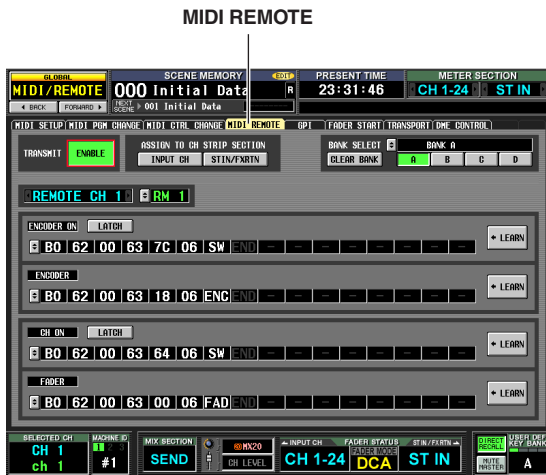 MIDI REMOTE
GLOBAL SCENE MEMORY EDIT PRESENT TIME METER SECTION
MIDI/REMOTE 000 Initial Data R 23:31:46 CH 1-24 ST IN
BACK FORWARD NEXT SCENE 001 Initial Data
MIDI SETUP MIDI PGM CHANGE MIDI CTRL CHANGE MIDI REMOTE GPI FADER START TRANSPORT DME CONTROL
TRANSMIT ENABLE ASSIGN TO CH STRIP SECTION BANK SELECT BANK A
INPUT CH STIN/FXRTN CLEAR BANK A B C D
REMOTE CH 1 RM 1
ENCODER ON LATCH
B0 62 00 63 7C 06 SW END - - - - - - - LEARN
ENCODER
B0 62 00 63 18 06 ENC END - - - - - - - LEARN
CH ON LATCH
B0 62 00 63 64 06 SW END - - - - - - - LEARN
FADER
B0 62 00 63 00 06 FAD END - - - - - - - LEARN
SELECTED CH MACHINE ID MIX SECTION INPUT CH FADER STATUS ST IN/FXRTN DIRECT RECALL USER DEF KEY BANK
CH 1 1 2 3 SEND MIX20 CH 1-24 FADER MODE ST IN
ch 1 #1 CH LEVEL DCA MUTE MASTER A